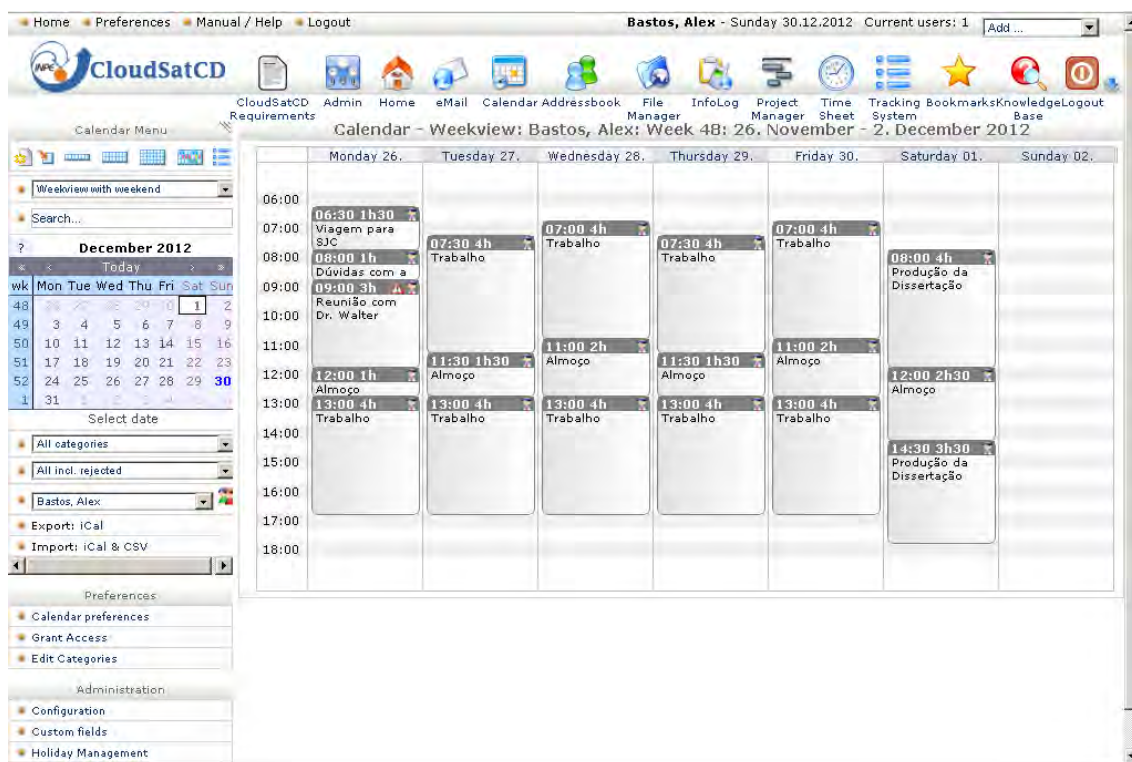 Home Preferences Manual / Help Logout
Bastos, Alex - Sunday 30.12.2012 Current users: 1 Add ...
INPE CloudSatCD
CloudSatCD Requirements
Admin
Home
eMail
Calendar
Addressbook
File Manager
InfoLog
Project Manager
Time Sheet
Tracking System
Bookmarks
Knowledge Base
Logout
Calendar Menu
Weekview with weekend
Search...
? December 2012
« < Today > »
wk Mon Tue Wed Thu Fri Sat Sun
48 1 2
49 3 4 5 6 7 8 9
50 10 11 12 13 14 15 16
51 17 18 19 20 21 22 23
52 24 25 26 27 28 29 30
1 31
Select date
All categories
All incl. rejected
Bastos, Alex
Export: iCal
Import: iCal & CSV
Preferences
Calendar preferences
Grant Access
Edit Categories
Administration
Configuration
Custom fields
Holiday Management
Calendar - Weekview: Bastos, Alex: Week 48: 26. November - 2. December 2012
Monday 26. Tuesday 27. Wednesday 28. Thursday 29. Friday 30. Saturday 01. Sunday 02.
06:00
07:00
08:00
09:00
10:00
11:00
12:00
13:00
14:00
15:00
16:00
17:00
18:00
06:30 1h30
Viagem para
SJC
08:00 1h
Dúvidas com a
09:00 3h
Reunião com
Dr. Walter
12:00 1h
Almoço
13:00 4h
Trabalho
07:30 4h
Trabalho
11:30 1h30
Almoço
13:00 4h
Trabalho
07:00 4h
Trabalho
11:00 2h
Almoço
13:00 4h
Trabalho
07:30 4h
Trabalho
11:30 1h30
Almoço
13:00 4h
Trabalho
07:00 4h
Trabalho
11:00 2h
Almoço
13:00 4h
Trabalho
08:00 4h
Produção da
Dissertação
12:00 2h30
Almoço
14:30 3h30
Produção da
Dissertação